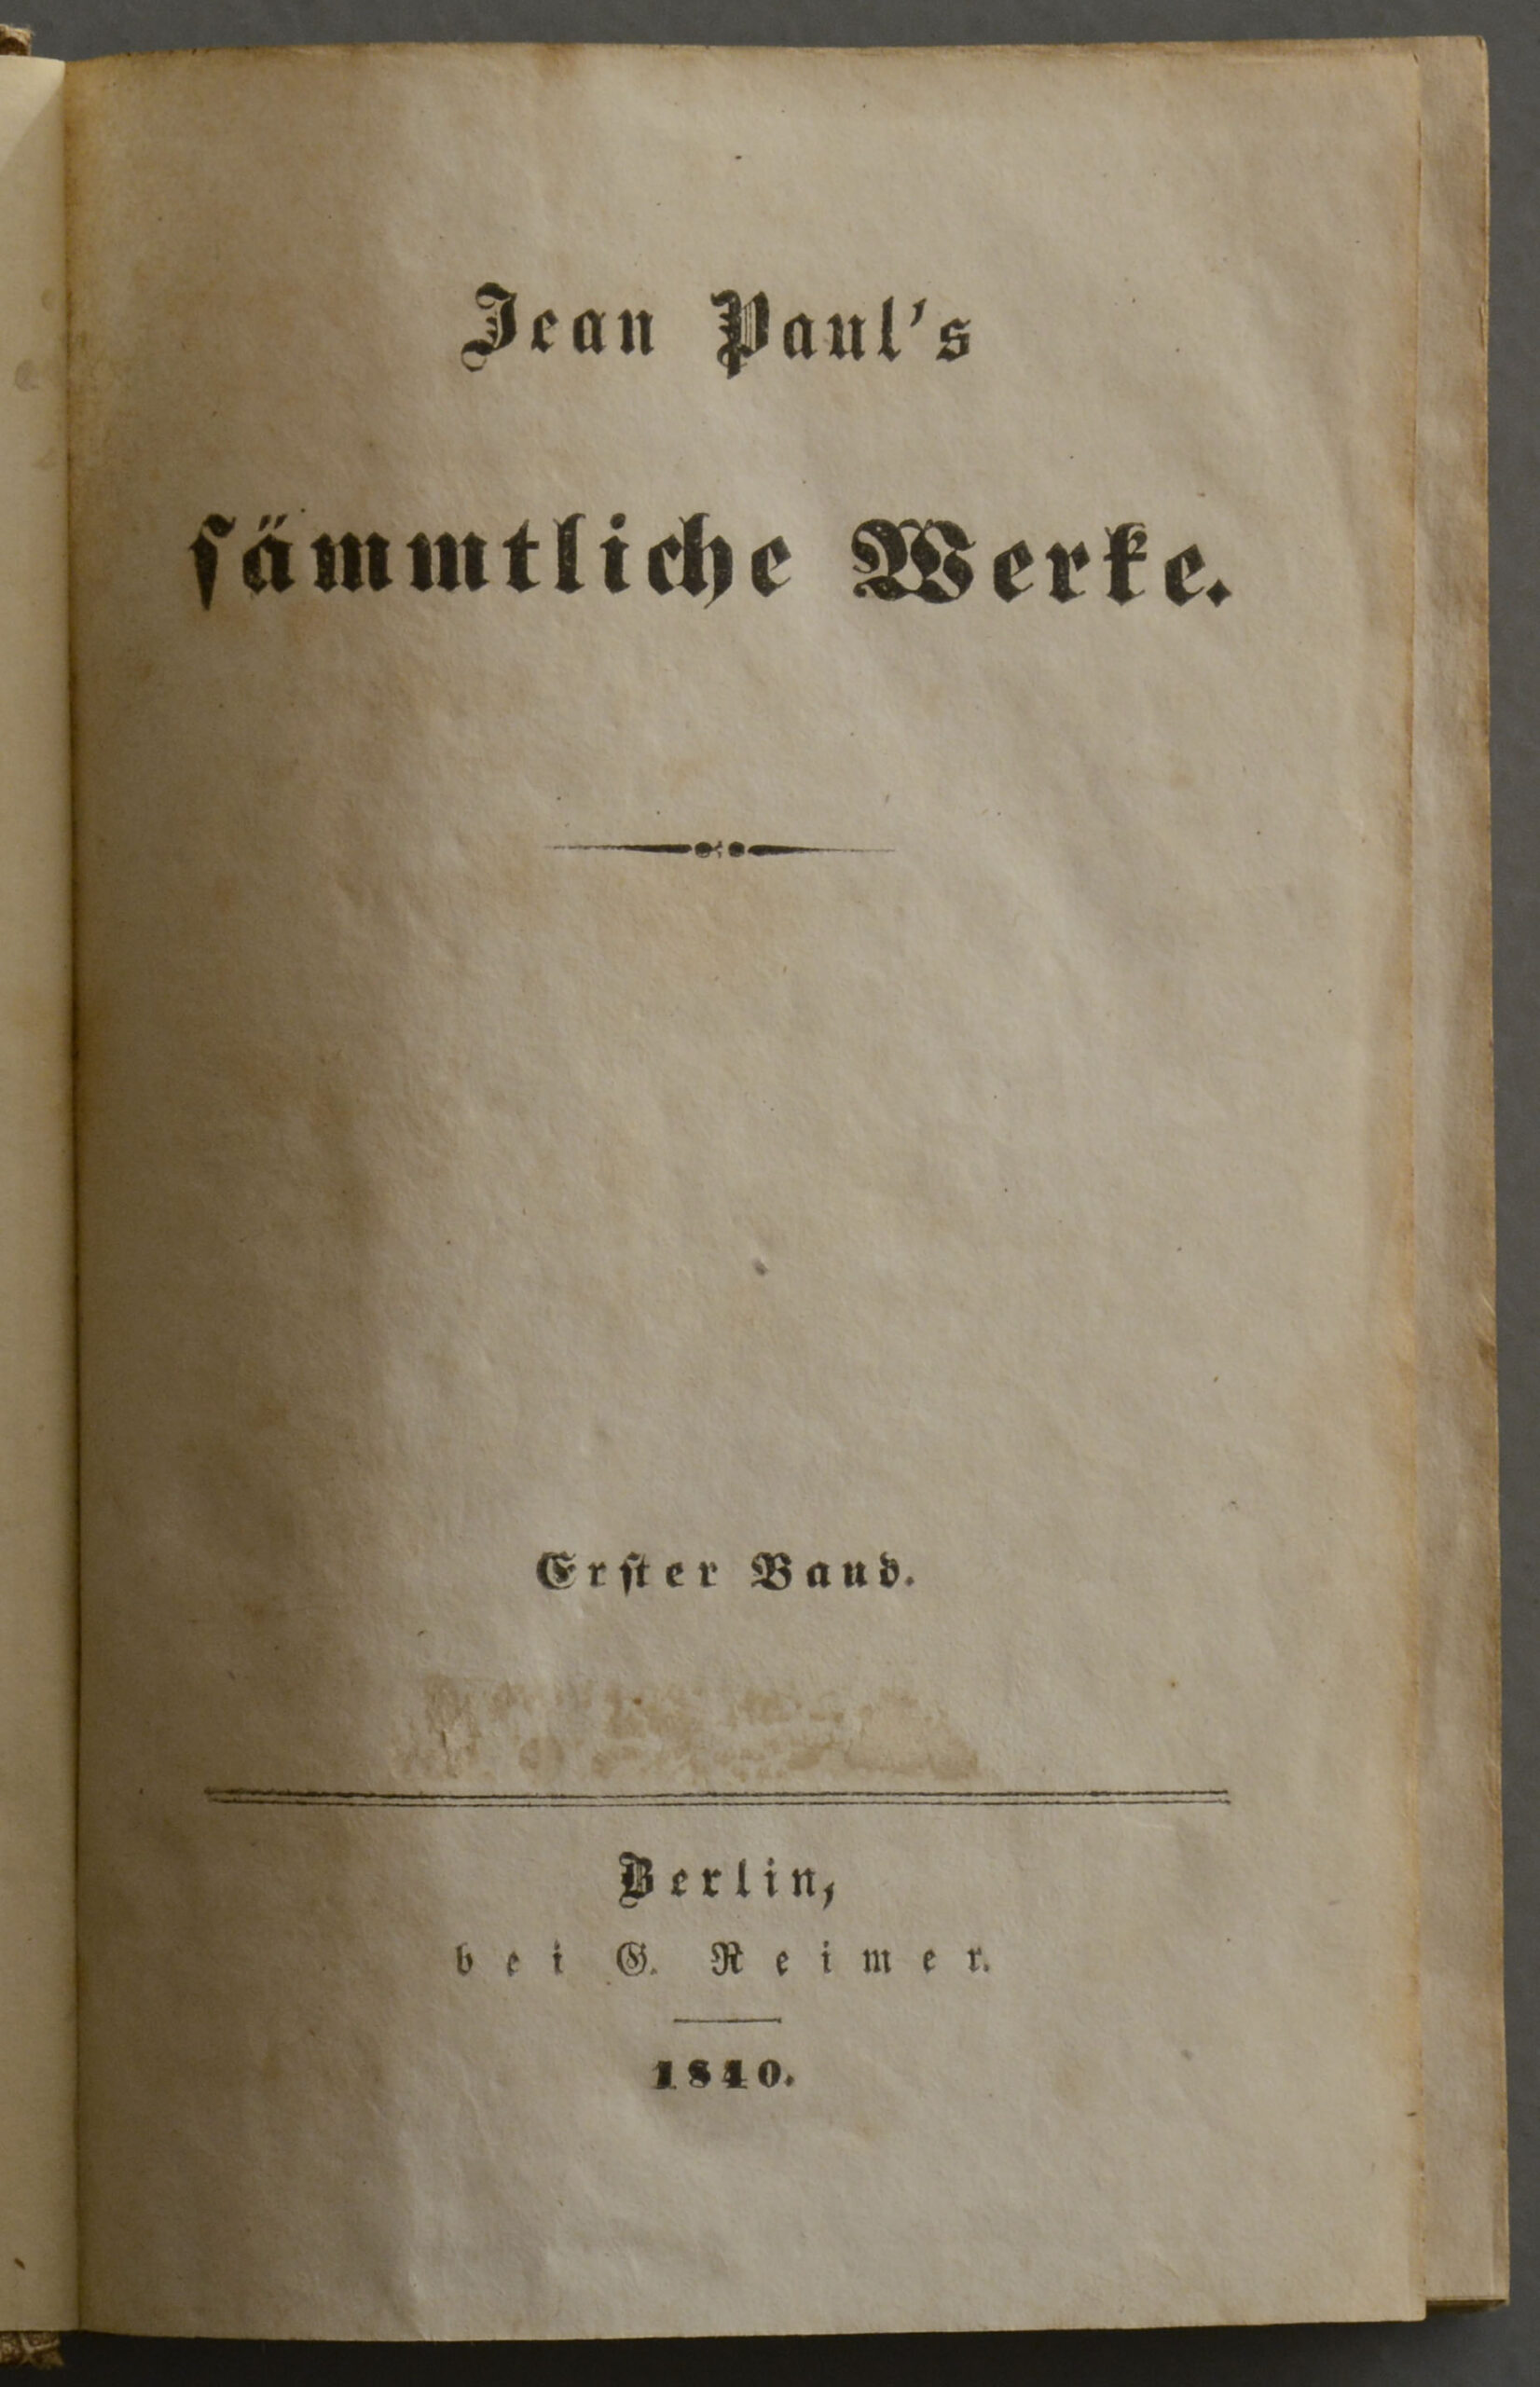 Jean Paul's
sämmtliche Werke.
Erster Band.
Berlin,
bei G. Reimer.
1840.